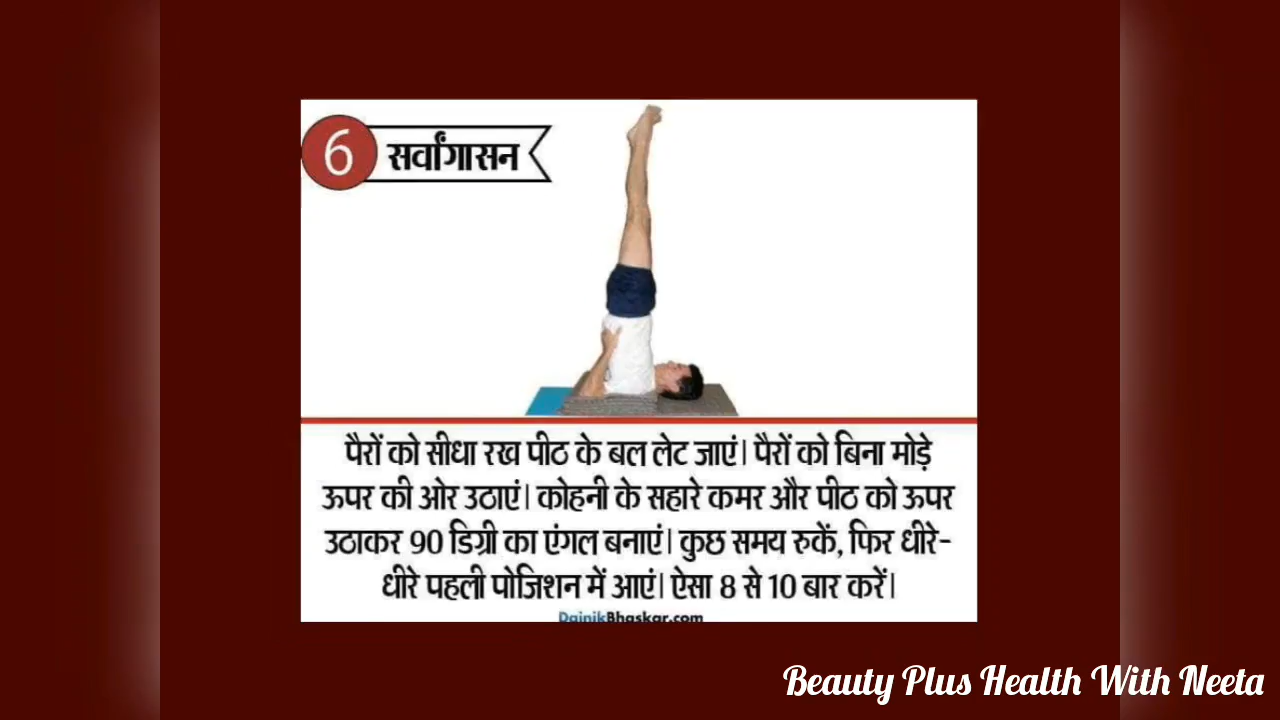 6
सर्वांगासन
पैरों को सीधा रख पीठ के बल लेट जाएं। पैरों को बिना मोड़े
ऊपर की ओर उठाएं। कोहनी के सहारे कमर और पीठ को ऊपर
उठाकर 90 डिग्री का एंगल बनाएं। कुछ समय रुकें, फिर धीरे-
धीरे पहली पोजिशन में आएं। ऐसा 8 से 10 बार करें।
DainikBhaskar.com
Beauty Plus Health With Neeta